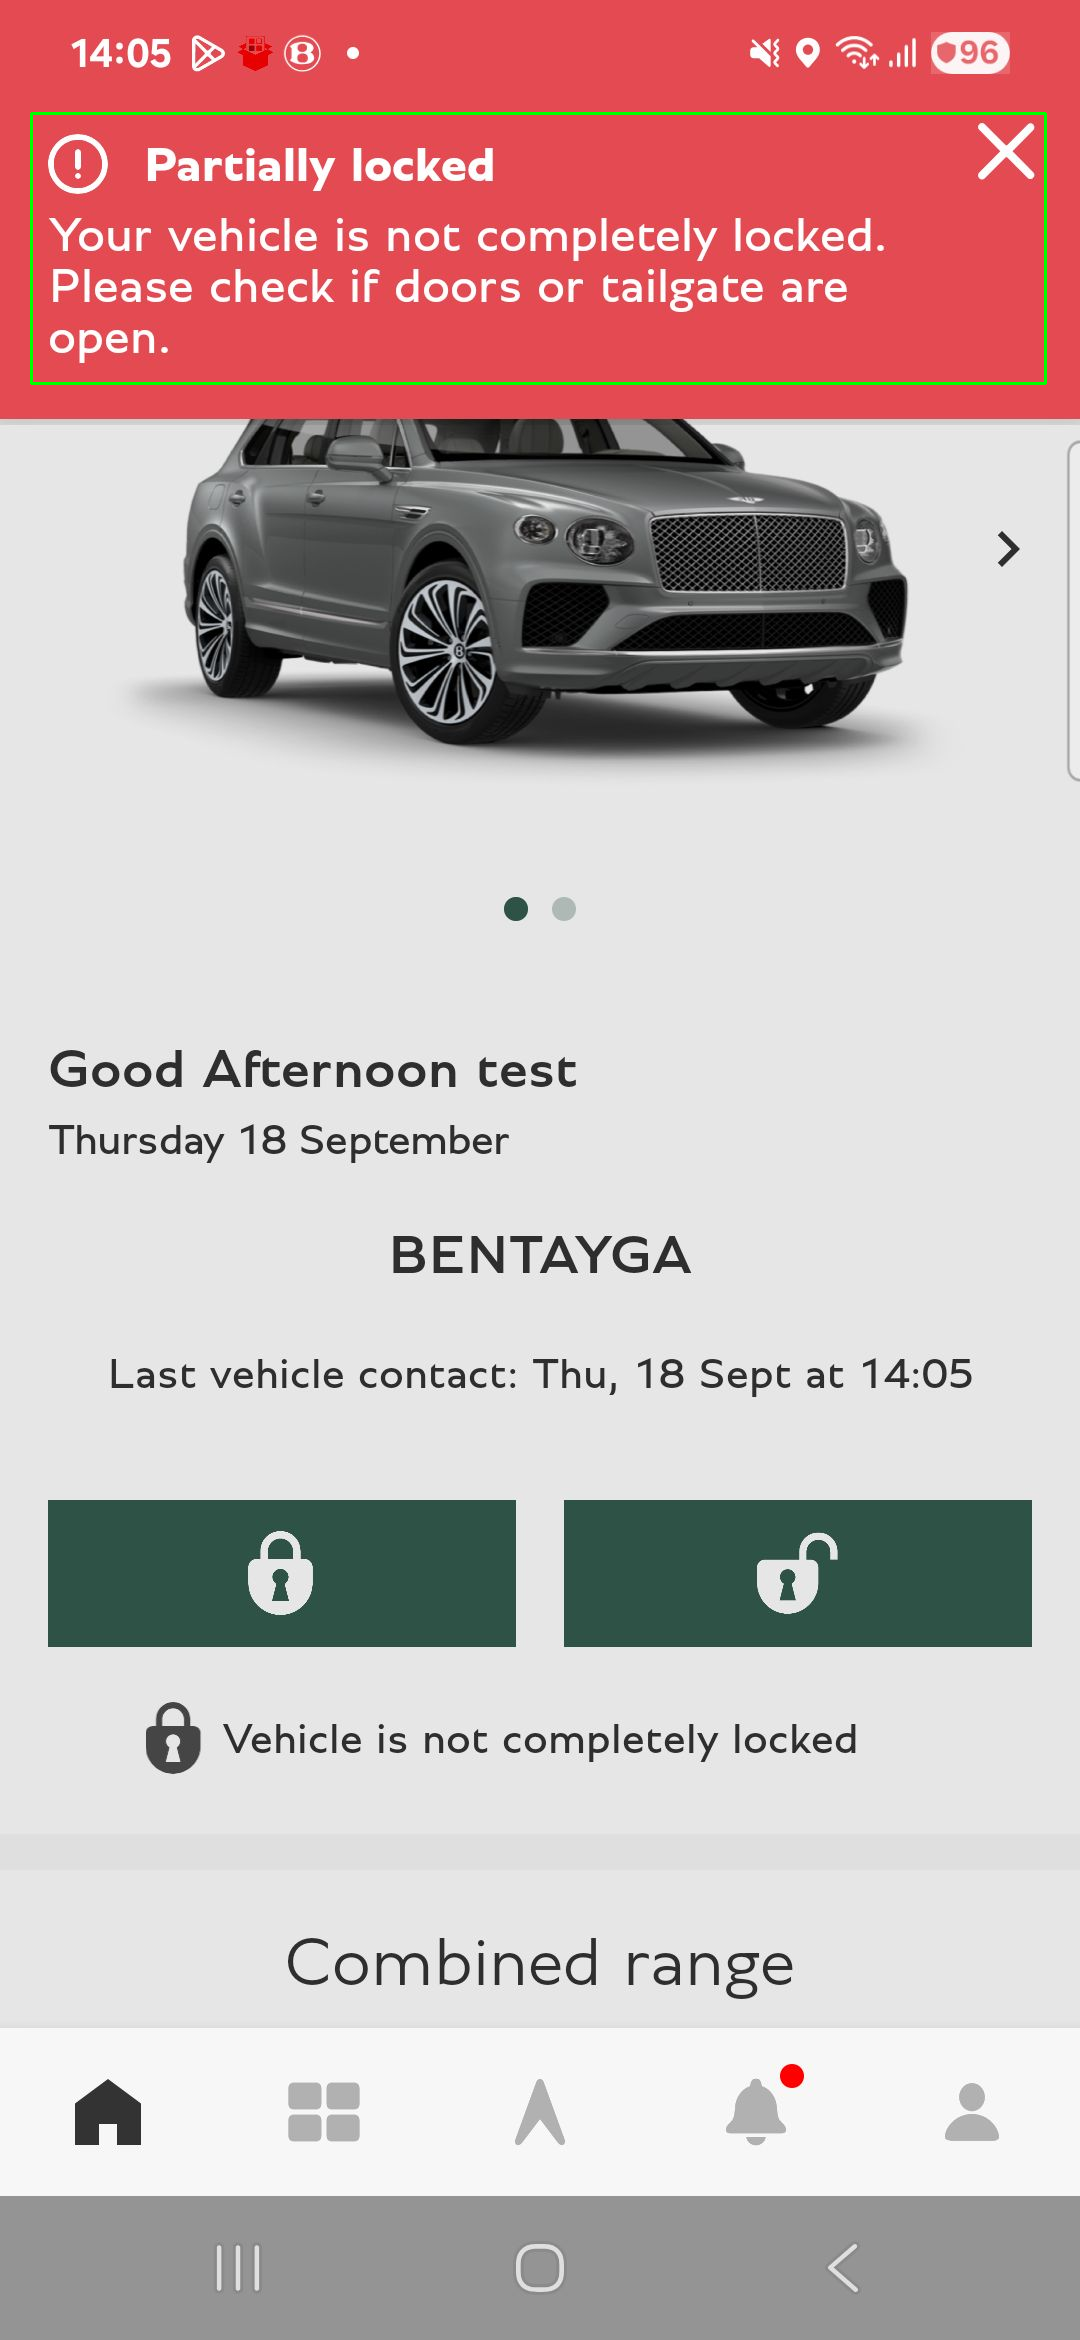 14:05
96
Partially locked
Your vehicle is not completely locked.
Please check if doors or tailgate are
open.
Good Afternoon test
Thursday 18 September
BENTAYGA
Last vehicle contact: Thu, 18 Sept at 14:05
Vehicle is not completely locked
Combined range